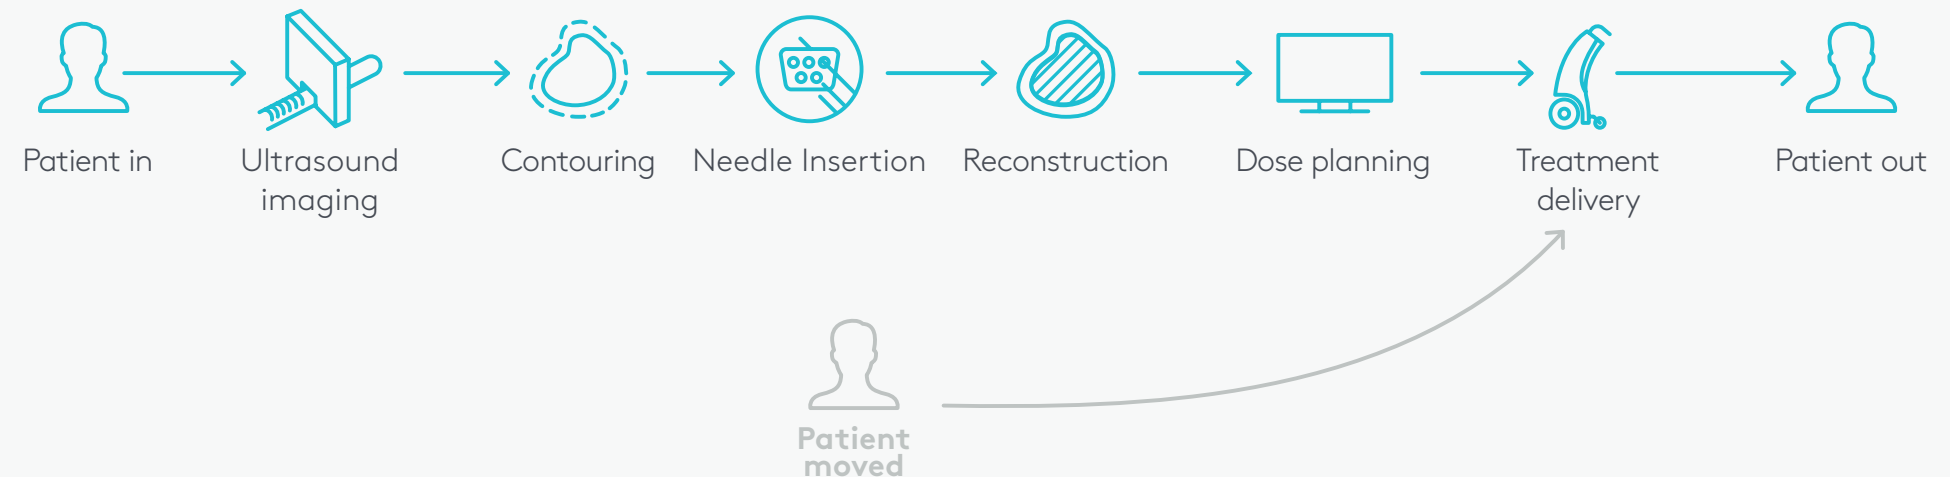 Patient in
Ultrasound
imaging
Contouring
Needle Insertion
Reconstruction
Dose planning
Treatment
delivery
Patient out
Patient
moved